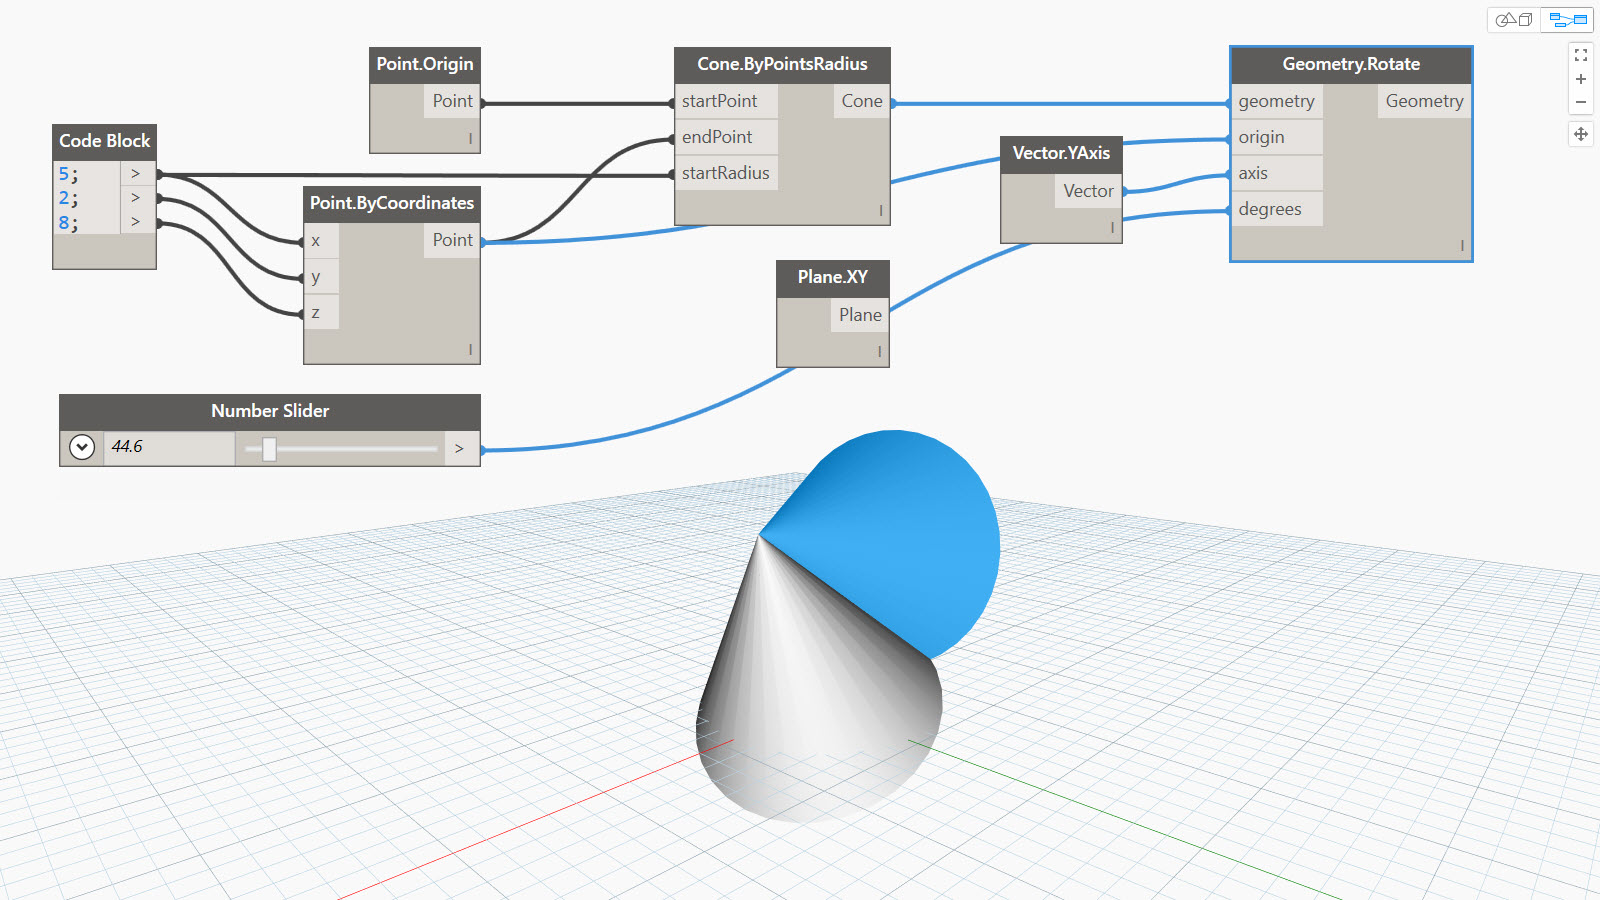 Point.Origin
Point
I
Cone.ByPointsRadius
startPoint
Cone
endPoint
startRadius
I
Geometry.Rotate
geometry
Geometry
origin
axis
degrees
I
Code Block
5;
>
2;
>
8;
>
Vector.YAxis
Vector
I
Point.ByCoordinates
x
Point
y
z
I
Plane.XY
Plane
I
Number Slider
44.6
>